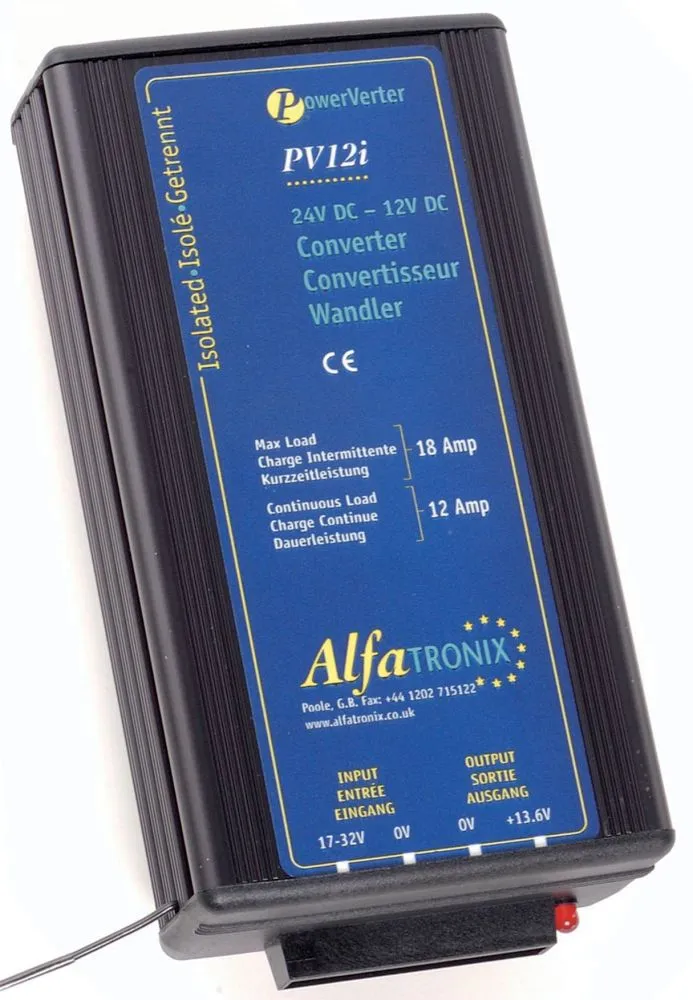 Isolated•Isolé•Getrennt
PowerVerter
PV12i
24V DC – 12V DC
Converter
Convertisseur
Wandler
CE
Max Load
Charge Intermittente
Kurzzeitleistung
18 Amp
Continuous Load
Charge Continue
Dauerleistung
12 Amp
AlfaTRONIX
Poole, G.B. Fax: +44 1202 715122
www.alfatronix.co.uk
INPUT
ENTRÉE
EINGANG
OUTPUT
SORTIE
AUSGANG
17-32V 0V 0V +13.6V